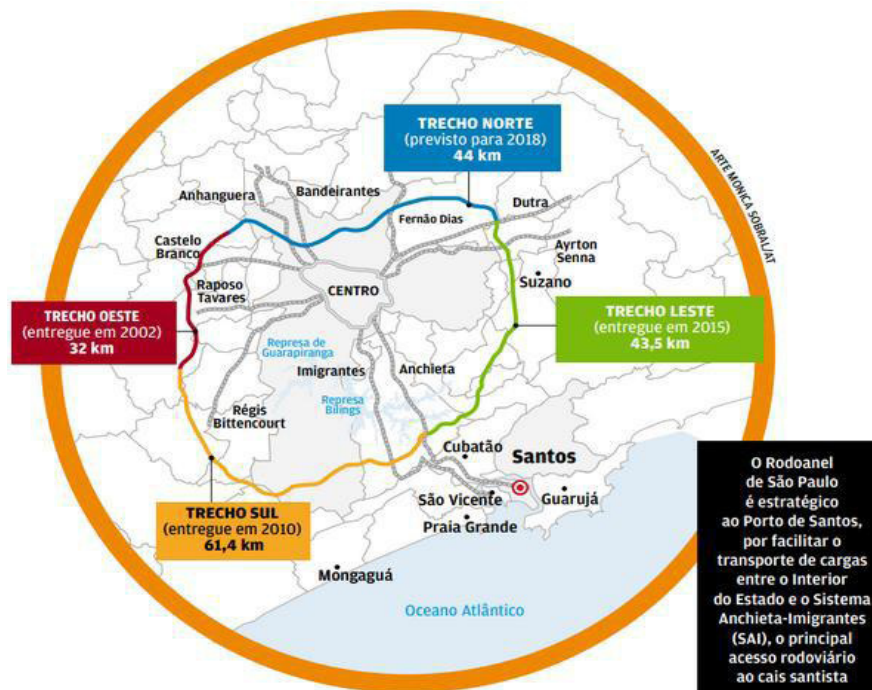 TRECHO NORTE
(previsto para 2018)
44 km
ARTE MONICA SOBRAL/AT
Anhanguera
Bandeirantes
Fernão Dias
Dutra
Castelo
Branco
Ayrton
Senna
Raposo
Tavares
CENTRO
Suzano
TRECHO OESTE
(entregue em 2002)
32 km
TRECHO LESTE
(entregue em 2015)
43,5 km
Represa de
Guarapiranga
Imigrantes
Anchieta
Represa
Bilings
Régis
Bittencourt
Cubatão
Santos
São Vicente
Guarujá
Praia Grande
TRECHO SUL
(entregue em 2010)
61,4 km
Mongaguá
Oceano Atlântico
O Rodoanel
de São Paulo
é estratégico
ao Porto de Santos,
por facilitar o
transporte de cargas
entre o Interior
do Estado e o Sistema
Anchieta-Imigrantes
(SAI), o principal
acesso rodoviário
ao cais santista